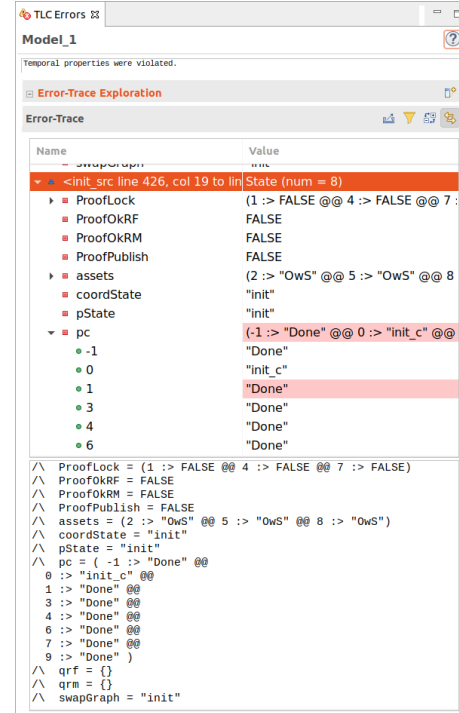 TLC Errors
Model_1
Temporal properties were violated.
Error-Trace Exploration
Error-Trace
Name Value
swapGraph "init"
<init_src line 426, col 19 to lin State (num = 8)
ProofLock (1 :> FALSE @@ 4 :> FALSE @@ 7 :
ProofOkRF FALSE
ProofOkRM FALSE
ProofPublish FALSE
assets (2 :> "OwS" @@ 5 :> "OwS" @@ 8
coordState "init"
pState "init"
pc (-1 :> "Done" @@ 0 :> "init_c" @@
-1 "Done"
0 "init_c"
1 "Done"
3 "Done"
4 "Done"
6 "Done"
/\ ProofLock = (1 :> FALSE @@ 4 :> FALSE @@ 7 :> FALSE)
/\ ProofOkRF = FALSE
/\ ProofOkRM = FALSE
/\ ProofPublish = FALSE
/\ assets = (2 :> "OwS" @@ 5 :> "OwS" @@ 8 :> "OwS")
/\ coordState = "init"
/\ pState = "init"
/\ pc = ( -1 :> "Done" @@
0 :> "init_c" @@
1 :> "Done" @@
3 :> "Done" @@
4 :> "Done" @@
6 :> "Done" @@
7 :> "Done" @@
9 :> "Done" )
/\ qrf = {}
/\ qrm = {}
/\ swapGraph = "init"